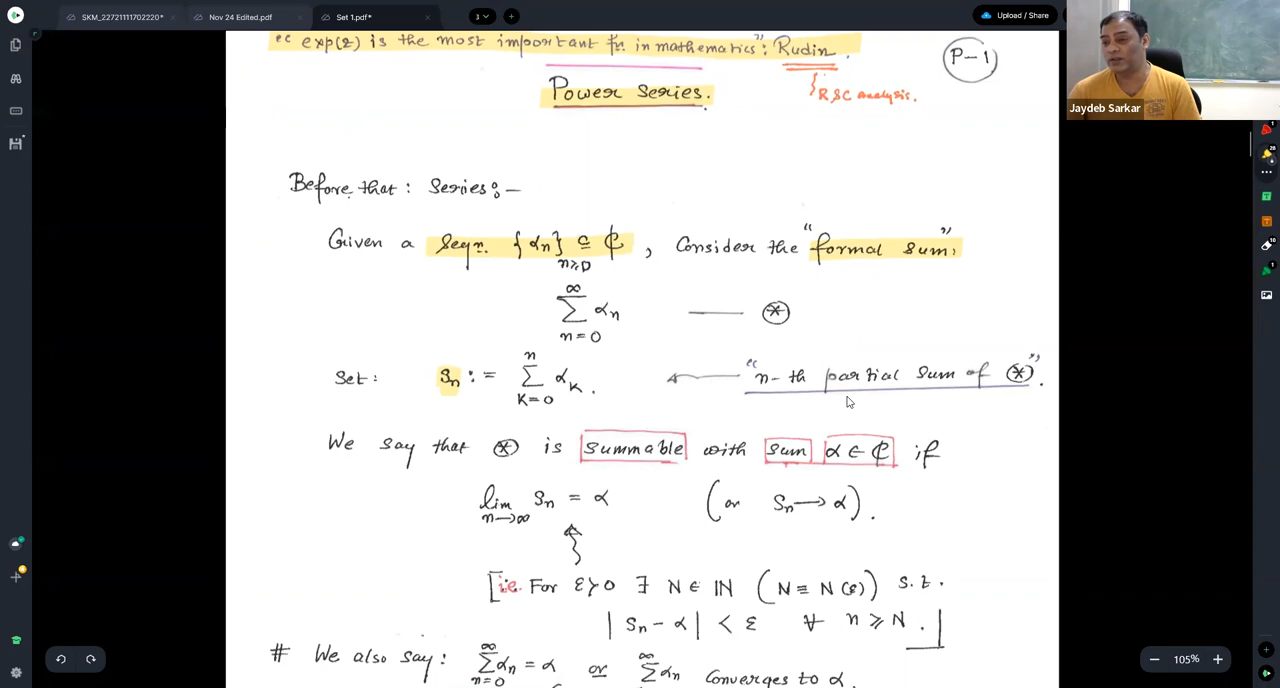 SKM_22721111702220*
Nov 24 Edited.pdf
Set 1.pdf*
3
Upload / Share
"exp(z) is the most important fn. in mathematics": Rudin.
P-1
R&C Analysis.
Jaydeb Sarkar
Power Series.
Before that: Series:-
Given a seqn. {αn} n≥0 ⊆ ℂ, Consider the "formal sum":
∞ ∑ n=0 αn —— ⊛
Set: Sn := n ∑ K=0 αK. ← "n-th partial sum of ⊛".
We say that ⊛ is summable with sum α ∈ ℂ if
lim n→∞ Sn = α (or Sn → α).
[i.e. For ε>0 ∃ N ∈ ℕ (N ≡ N(ε)) s.t.
|Sn - α| < ε ∀ n ≥ N.]
# We also say: ∞ ∑ n=0 αn = α or ∞ ∑ n=0 αn Converges to α.
105%